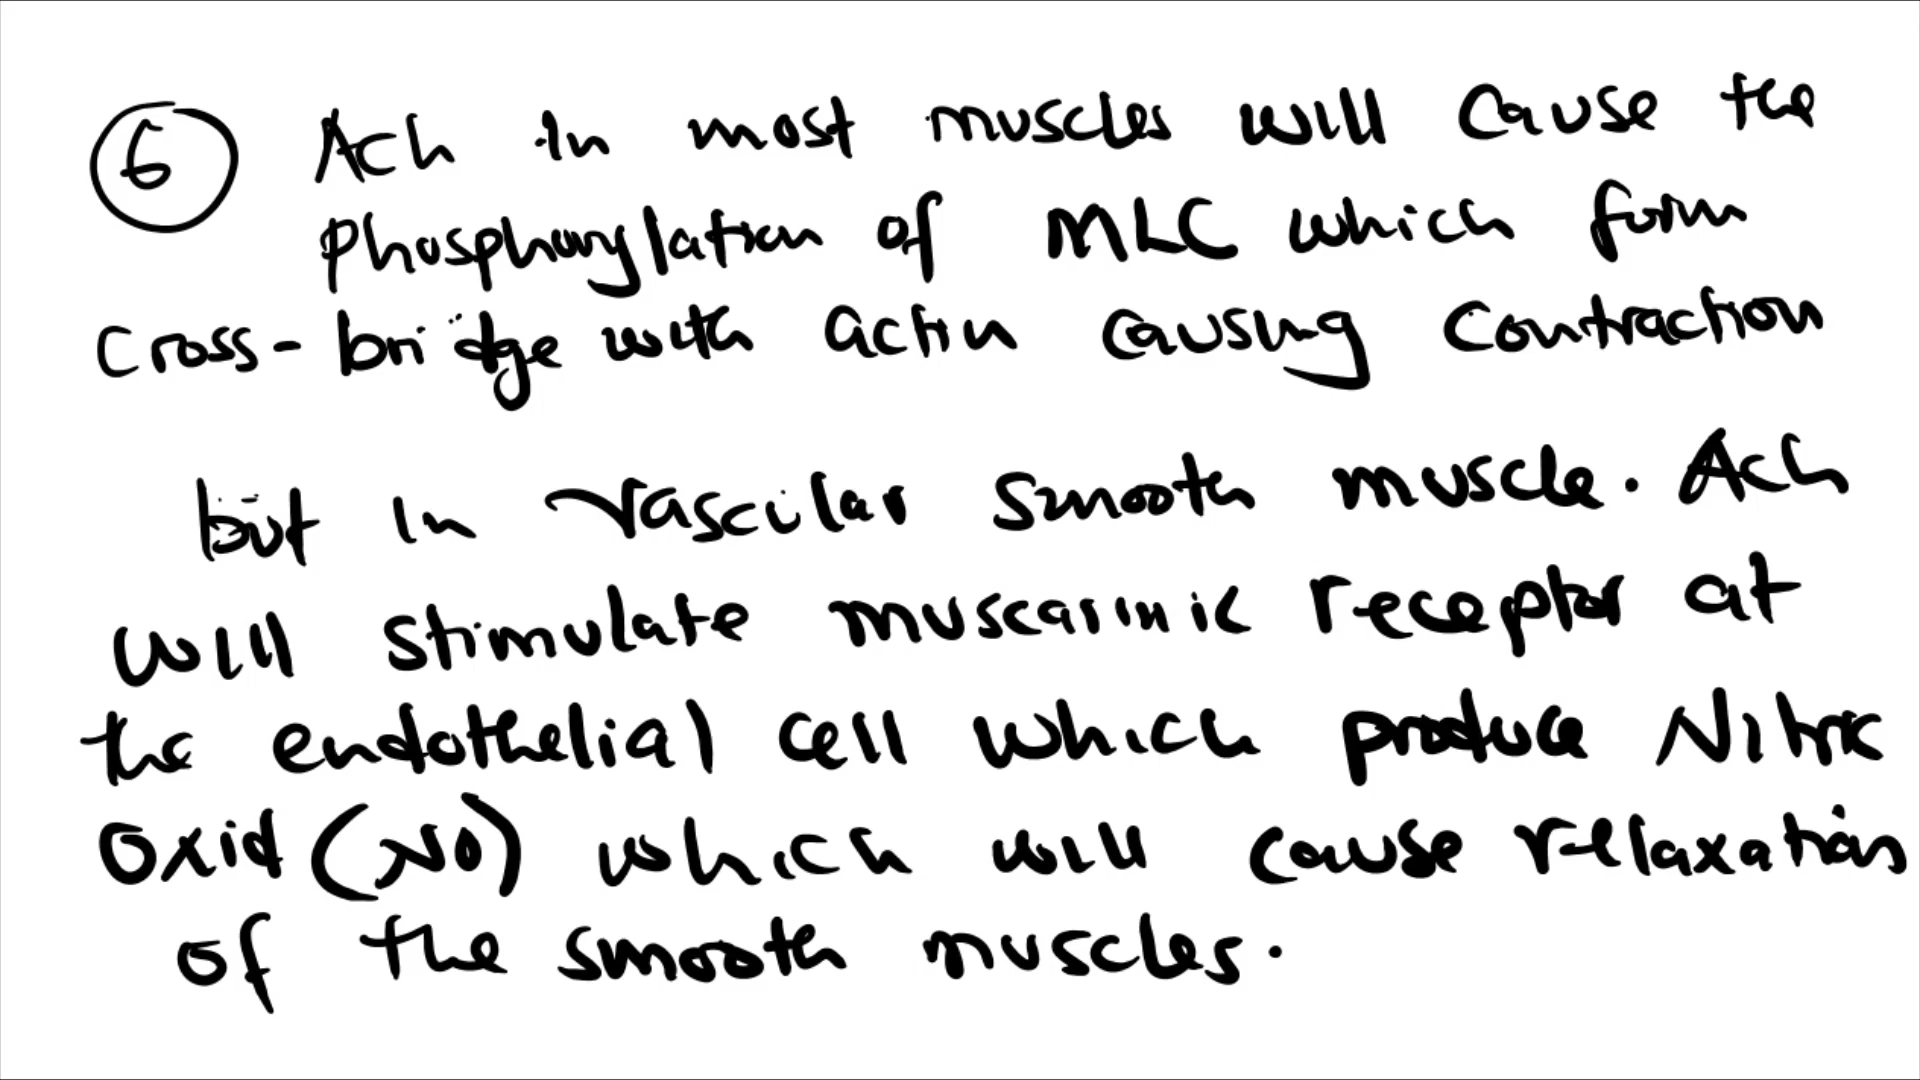 6 Ach in most muscles will cause the
Phosphorylation of MLC which form
Cross-bridge with actin causing contraction
but in vascular smooth muscle. Ach
will stimulate muscarinic receptor at
the endothelial cell which produce Nitric
Oxid (NO) which will cause relaxation
of the smooth muscles.